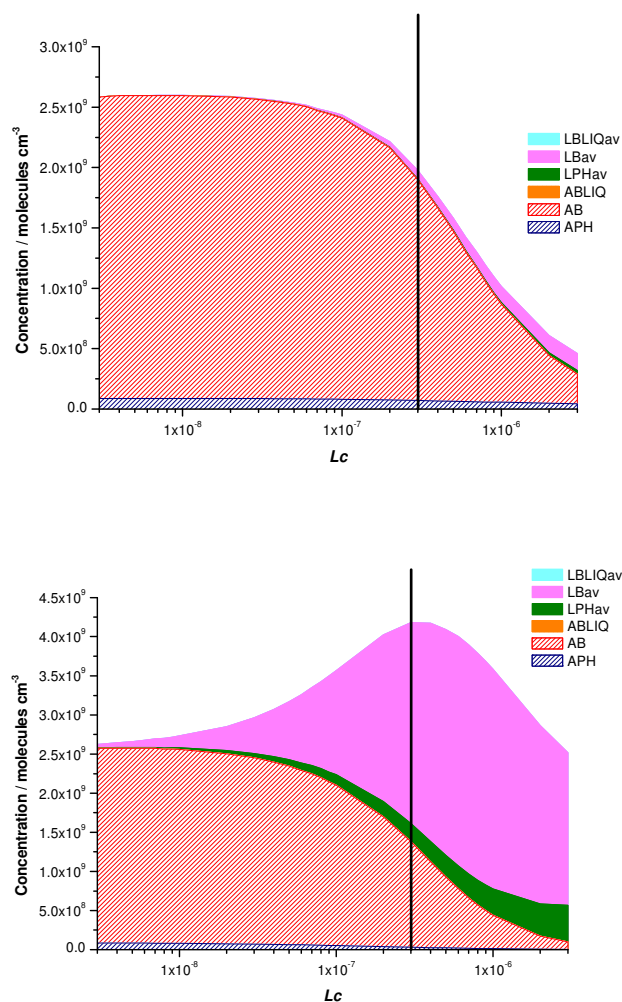 3.0x10⁹
2.5x10⁹
2.0x10⁹
1.5x10⁹
1.0x10⁹
5.0x10⁸
0.0
Concentration / molecules cm⁻³
1x10⁻⁸
1x10⁻⁷
1x10⁻⁶
Lc
LBLIQav
LBav
LPHav
ABLIQ
AB
APH
4.5x10⁹
4.0x10⁹
3.5x10⁹
3.0x10⁹
2.5x10⁹
2.0x10⁹
1.5x10⁹
1.0x10⁹
5.0x10⁸
0.0
Concentration / molecules cm⁻³
1x10⁻⁸
1x10⁻⁷
1x10⁻⁶
Lc
LBLIQav
LBav
LPHav
ABLIQ
AB
APH